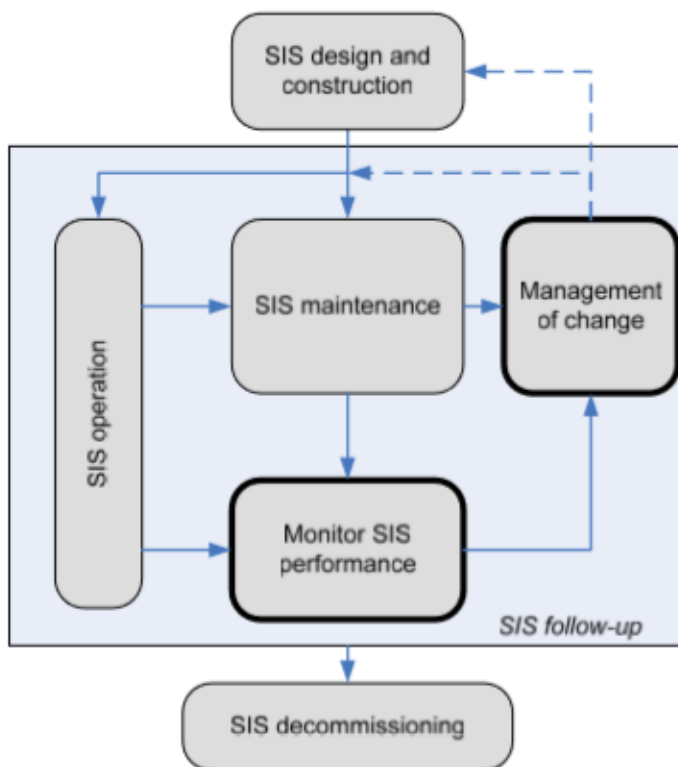 SIS design and
construction
SIS operation
SIS maintenance
Management
of change
Monitor SIS
performance
SIS follow-up
SIS decommissioning